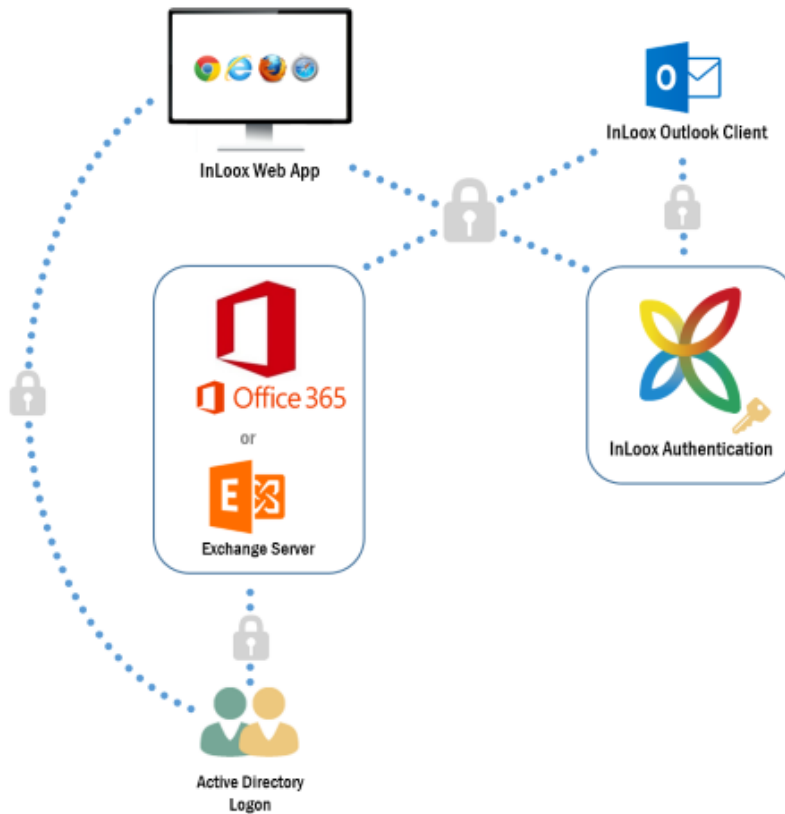 InLoox Web App
O
InLoox Outlook Client
Office 365
or
E
Exchange Server
InLoox Authentication
Active Directory
Logon